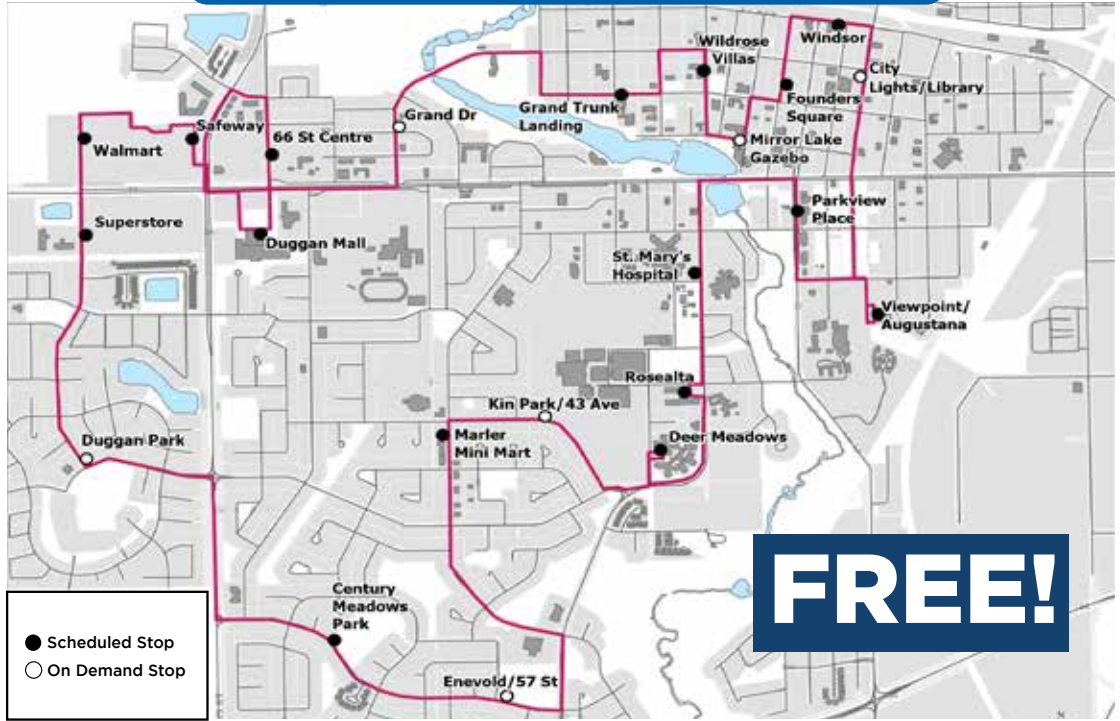 Windsor
Wildrose
Villas
City
Lights/Library
Founders
Square
Grand Trunk
Landing
Grand Dr
Mirror Lake
Gazebo
Safeway
66 St Centre
Walmart
Superstore
Duggan Mall
Parkview
Place
St. Mary's
Hospital
Viewpoint/
Augustana
Rosealta
Kin Park/43 Ave
Duggan Park
Marler
Mini Mart
Deer Meadows
Century
Meadows
Park
Enevold/57 St
FREE!
Scheduled Stop
On Demand Stop